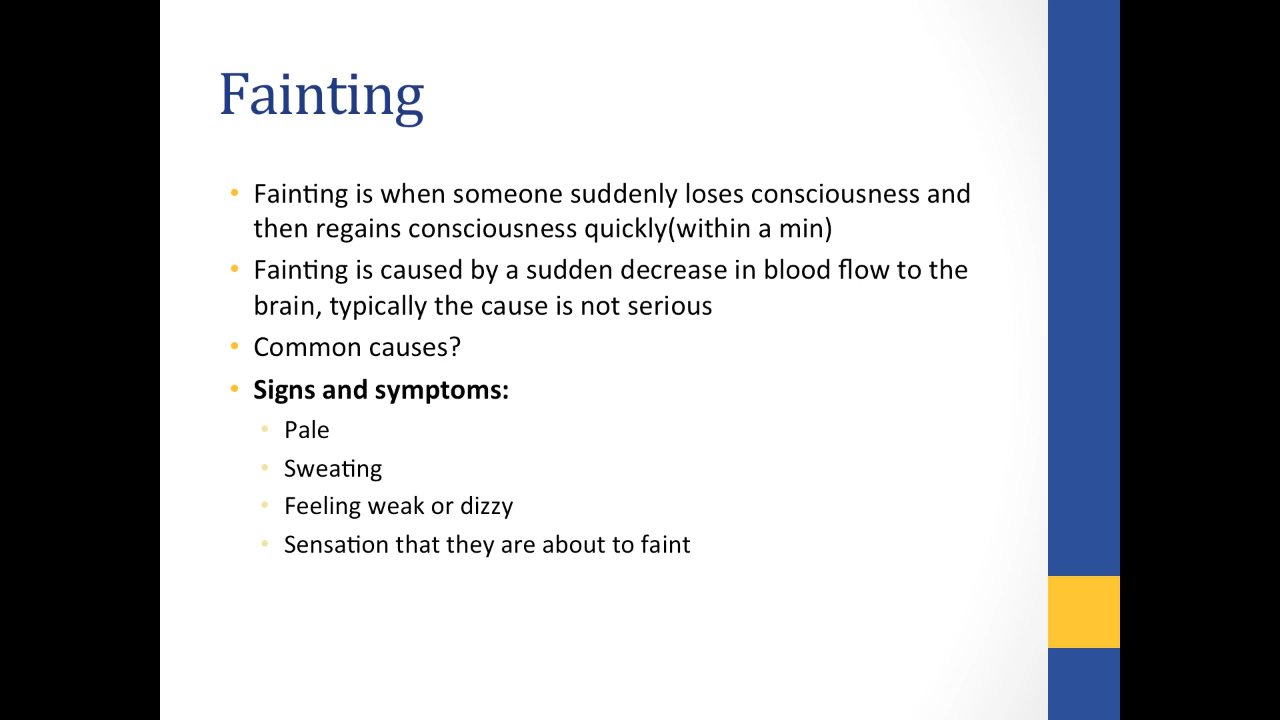 Fainting
• Fainting is when someone suddenly loses consciousness and
then regains consciousness quickly(within a min)
• Fainting is caused by a sudden decrease in blood flow to the
brain, typically the cause is not serious
• Common causes?
• Signs and symptoms:
• Pale
• Sweating
• Feeling weak or dizzy
• Sensation that they are about to faint